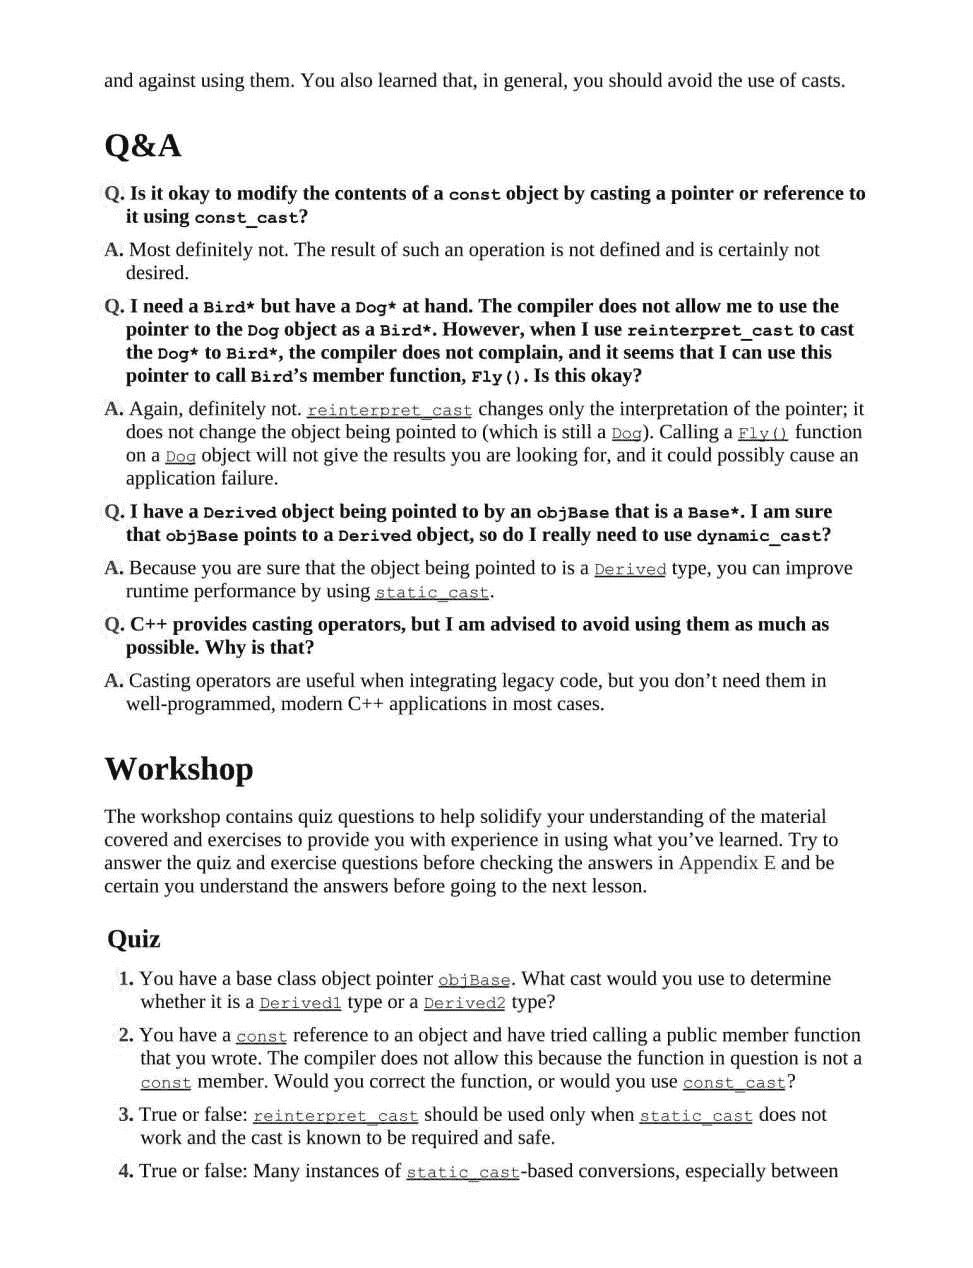 and against using them. You also learned that, in general, you should avoid the use of casts.
Q&A
Q. Is it okay to modify the contents of a const object by casting a pointer or reference to
it using const_cast?
A. Most definitely not. The result of such an operation is not defined and is certainly not
desired.
Q. I need a Bird* but have a Dog* at hand. The compiler does not allow me to use the
pointer to the Dog object as a Bird*. However, when I use reinterpret_cast to cast
the Dog* to Bird*, the compiler does not complain, and it seems that I can use this
pointer to call Bird’s member function, Fly(). Is this okay?
A. Again, definitely not. reinterpret_cast changes only the interpretation of the pointer; it
does not change the object being pointed to (which is still a Dog). Calling a Fly() function
on a Dog object will not give the results you are looking for, and it could possibly cause an
application failure.
Q. I have a Derived object being pointed to by an objBase that is a Base*. I am sure
that objBase points to a Derived object, so do I really need to use dynamic_cast?
A. Because you are sure that the object being pointed to is a Derived type, you can improve
runtime performance by using static_cast.
Q. C++ provides casting operators, but I am advised to avoid using them as much as
possible. Why is that?
A. Casting operators are useful when integrating legacy code, but you don’t need them in
well-programmed, modern C++ applications in most cases.
Workshop
The workshop contains quiz questions to help solidify your understanding of the material
covered and exercises to provide you with experience in using what you’ve learned. Try to
answer the quiz and exercise questions before checking the answers in Appendix E and be
certain you understand the answers before going to the next lesson.
Quiz
1. You have a base class object pointer objBase. What cast would you use to determine
whether it is a Derived1 type or a Derived2 type?
2. You have a const reference to an object and have tried calling a public member function
that you wrote. The compiler does not allow this because the function in question is not a
const member. Would you correct the function, or would you use const_cast?
3. True or false: reinterpret_cast should be used only when static_cast does not
work and the cast is known to be required and safe.
4. True or false: Many instances of static_cast-based conversions, especially between